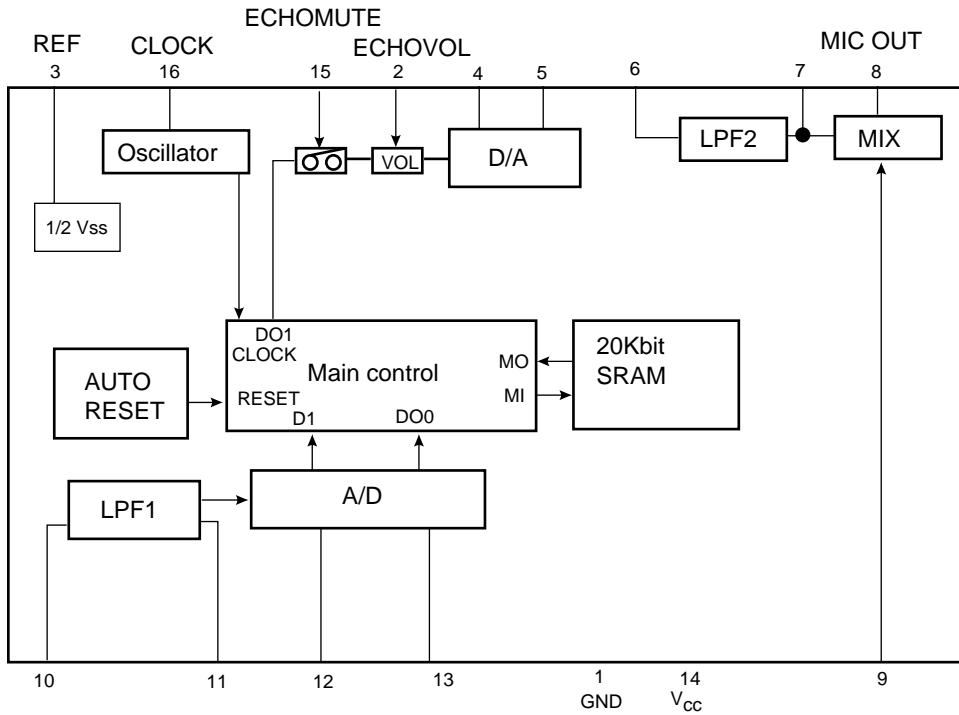 ECHOMUTE
REF CLOCK ECHOVOL MIC OUT
3 16 15 2 4 5 6 7 8
Oscillator
VOL
D/A
LPF2
MIX
1/2 Vss
DO1
CLOCK
Main control
RESET
D1
DO0
MO
MI
20Kbit
SRAM
AUTO
RESET
LPF1
A/D
10 11 12 13 1 14 9
GND VCC